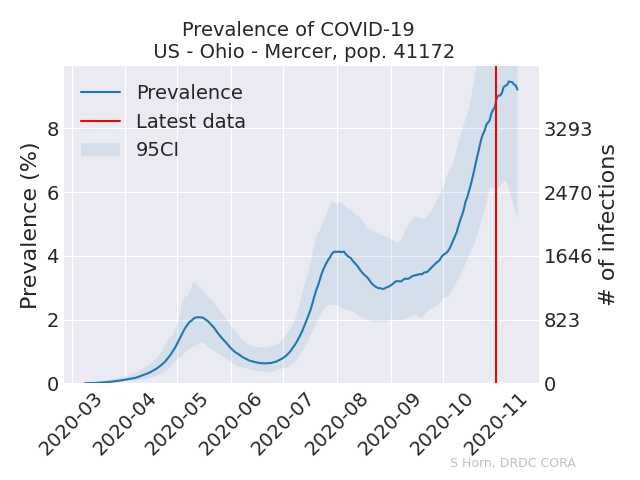 Prevalence of COVID-19
US - Ohio - Mercer, pop. 41172
Prevalence
Latest data
95CI
Prevalence (%)
8
6
4
2
0
3293
2470
1646
823
0
# of infections
2020-03
2020-04
2020-05
2020-06
2020-07
2020-08
2020-09
2020-10
2020-11
S Horn, DRDC CORA